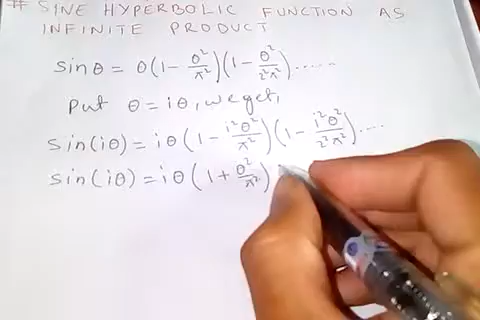 # SINE HYPERBOLIC FUNCTION AS
INFINITE PRODUCT
sinθ = θ(1 - θ²/π²)(1 - θ²/2²π²)......
Put θ = iθ, we get,
sin(iθ) = iθ(1 - i²θ²/π²)(1 - i²θ²/2²π²)....
sin(iθ) = iθ(1 + θ²/π²)